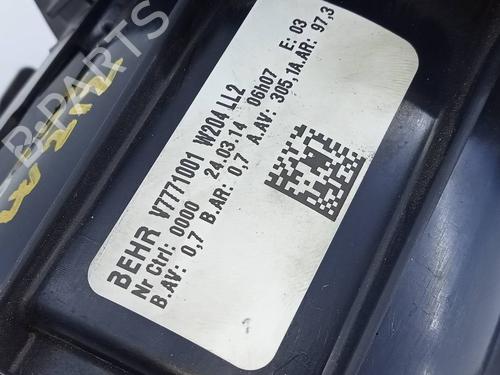 BEHR V7771001 W204 LL2
Nr Ctrl: 0000 24.03.14 06h07 E: 03
B.AV: 0,7 B.AR: 0,7 A.AV: 305,1A.AR: 97,3
B-PARTS